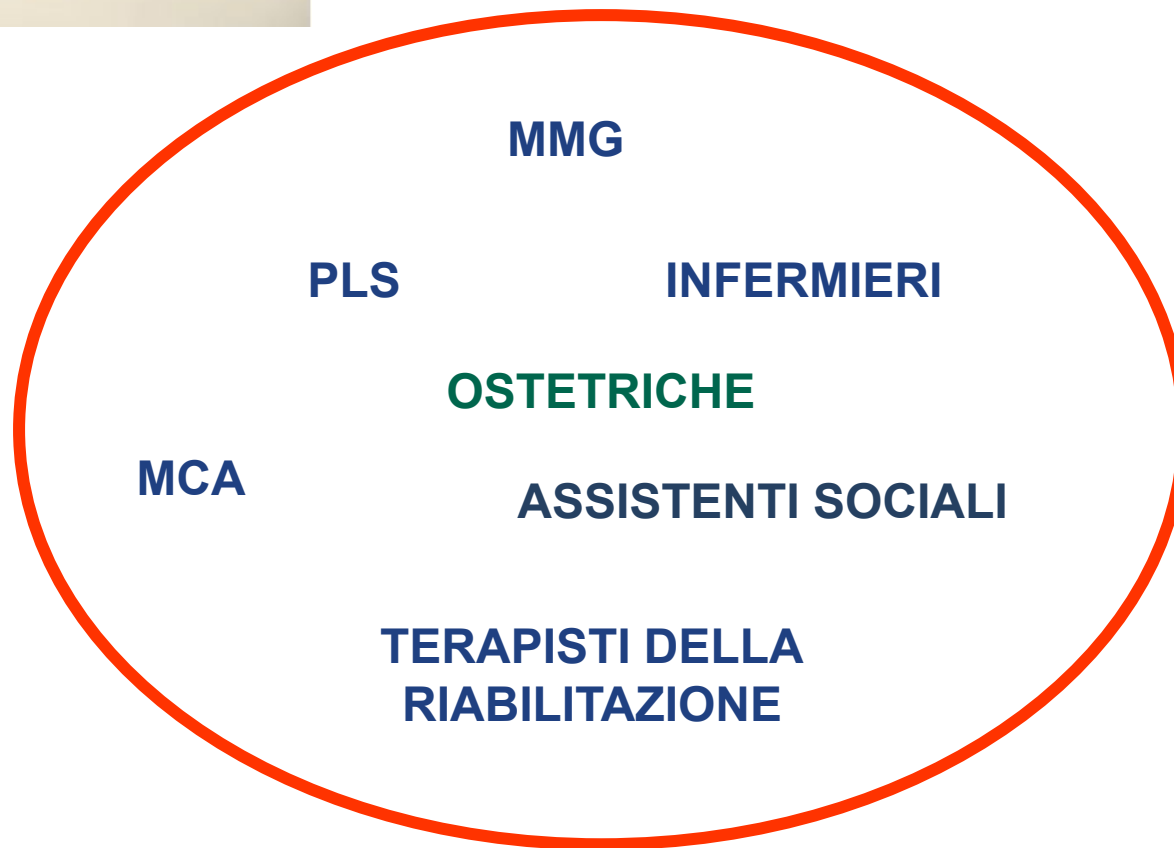 MMG
PLS INFERMIERI
OSTETRICHE
MCA
ASSISTENTI SOCIALI
TERAPISTI DELLA
RIABILITAZIONE